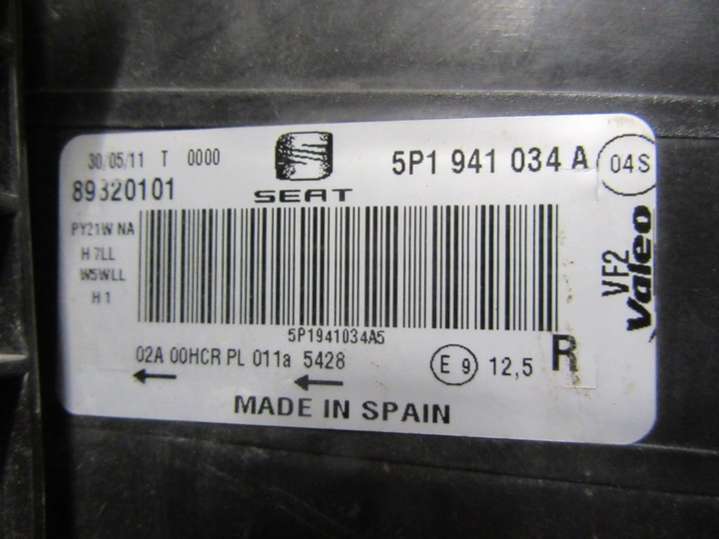 30/05/11 T 0000
89320101
SEAT
5P1 941 034 A
04S
PY21W NA
H 7LL
W5WLL
H 1
VF2
Valeo
5P1941034A5
02A 00HCR PL 011a 5428
E 9 12,5 R
MADE IN SPAIN